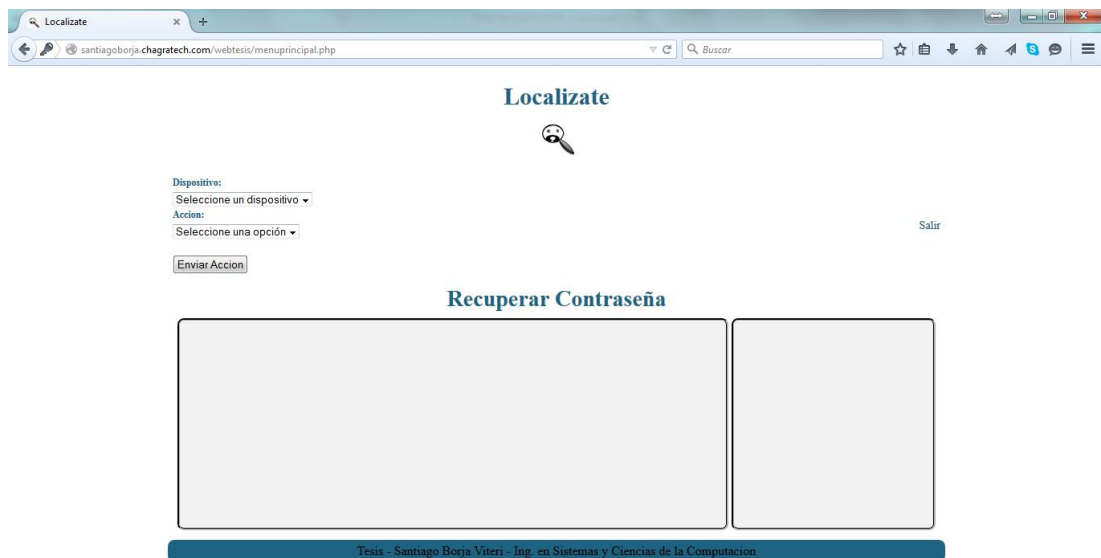 Localizate
santiagoborja.chagratech.com/webtesis/menuprincipal.php
Buscar
Localizate
Dispositivo:
Seleccione un dispositivo
Accion:
Seleccione una opción
Salir
Enviar Accion
Recuperar Contraseña
Tesis - Santiago Borja Viteri - Ing. en Sistemas y Ciencias de la Computacion